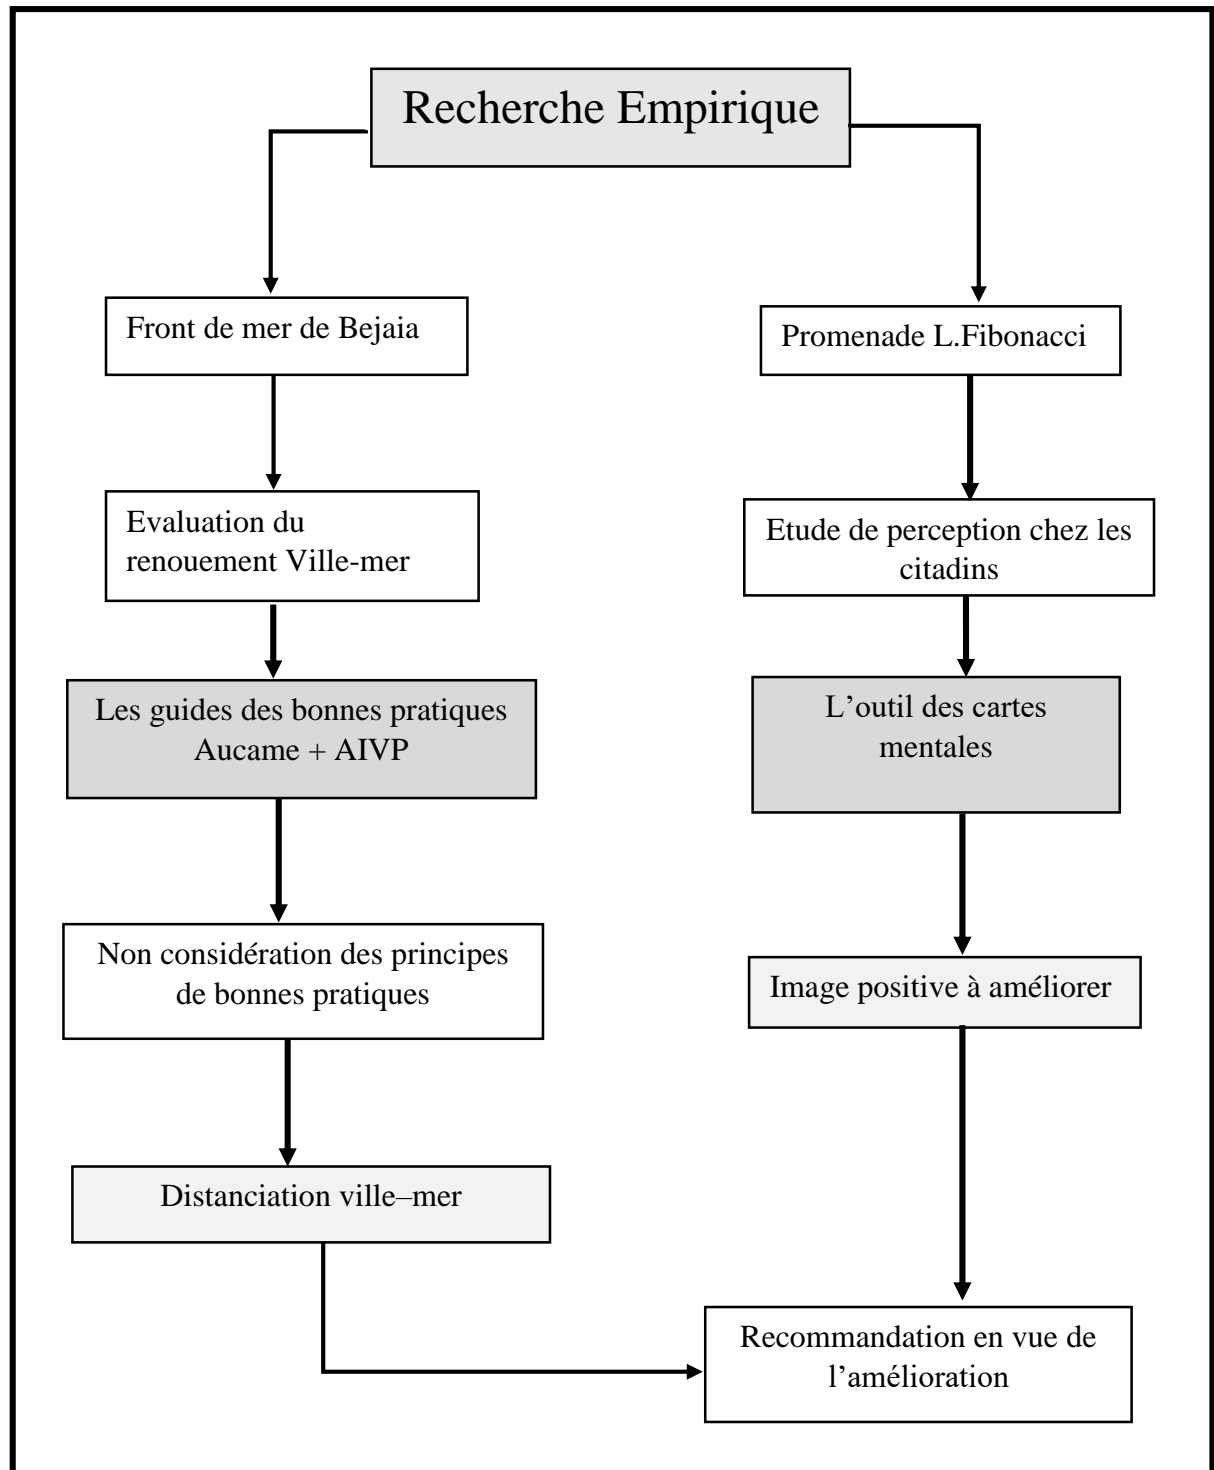 Recherche Empirique
Front de mer de Bejaia
Promenade L.Fibonacci
Evaluation du
renouement Ville-mer
Etude de perception chez les
citadins
Les guides des bonnes pratiques
Aucame + AIVP
L’outil des cartes
mentales
Non considération des principes
de bonnes pratiques
Image positive à améliorer
Distanciation ville–mer
Recommandation en vue de
l’amélioration